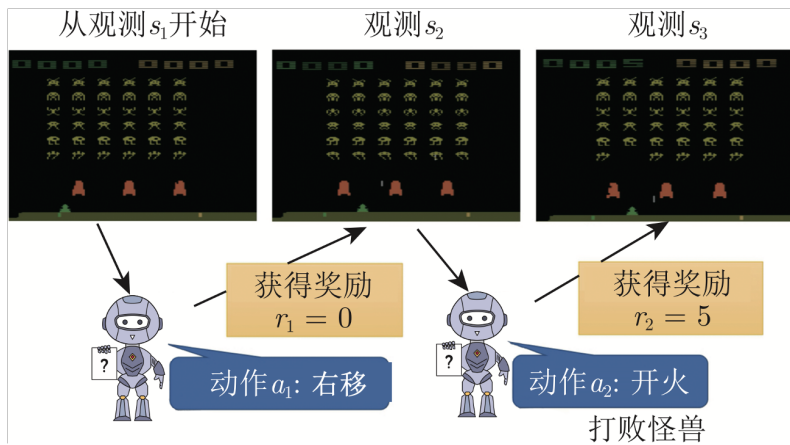 从观测s₁开始
观测s₂
观测s₃
获得奖励
r₁ = 0
获得奖励
r₂ = 5
?
动作a₁: 右移
?
动作a₂: 开火
打败怪兽